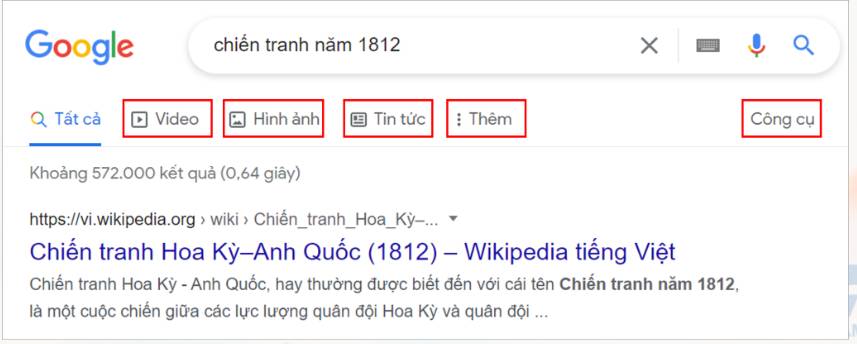 Google
chiến tranh năm 1812
Tất cả Video Hình ảnh Tin tức Thêm Công cụ
Khoảng 572.000 kết quả (0,64 giây)
https://vi.wikipedia.org › wiki › Chiến_tranh_Hoa_Kỳ–...
Chiến tranh Hoa Kỳ–Anh Quốc (1812) – Wikipedia tiếng Việt
Chiến tranh Hoa Kỳ - Anh Quốc, hay thường được biết đến với cái tên Chiến tranh năm 1812,
là một cuộc chiến giữa các lực lượng quân đội Hoa Kỳ và quân đội ...